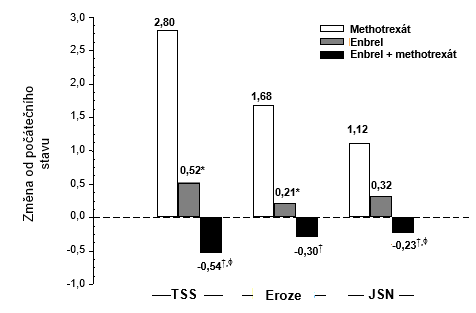 3,0
2,5
2,0
1,5
1,0
0,5
0,0
-0,5
-1,0
Změna od počátečního
stavu
Methotrexát
Enbrel
Enbrel + methotrexát
2,80
0,52*
-0,54†,ϕ
1,68
0,21*
-0,30†
1,12
0,32
-0,23†,ϕ
TSS
Eroze
JSN